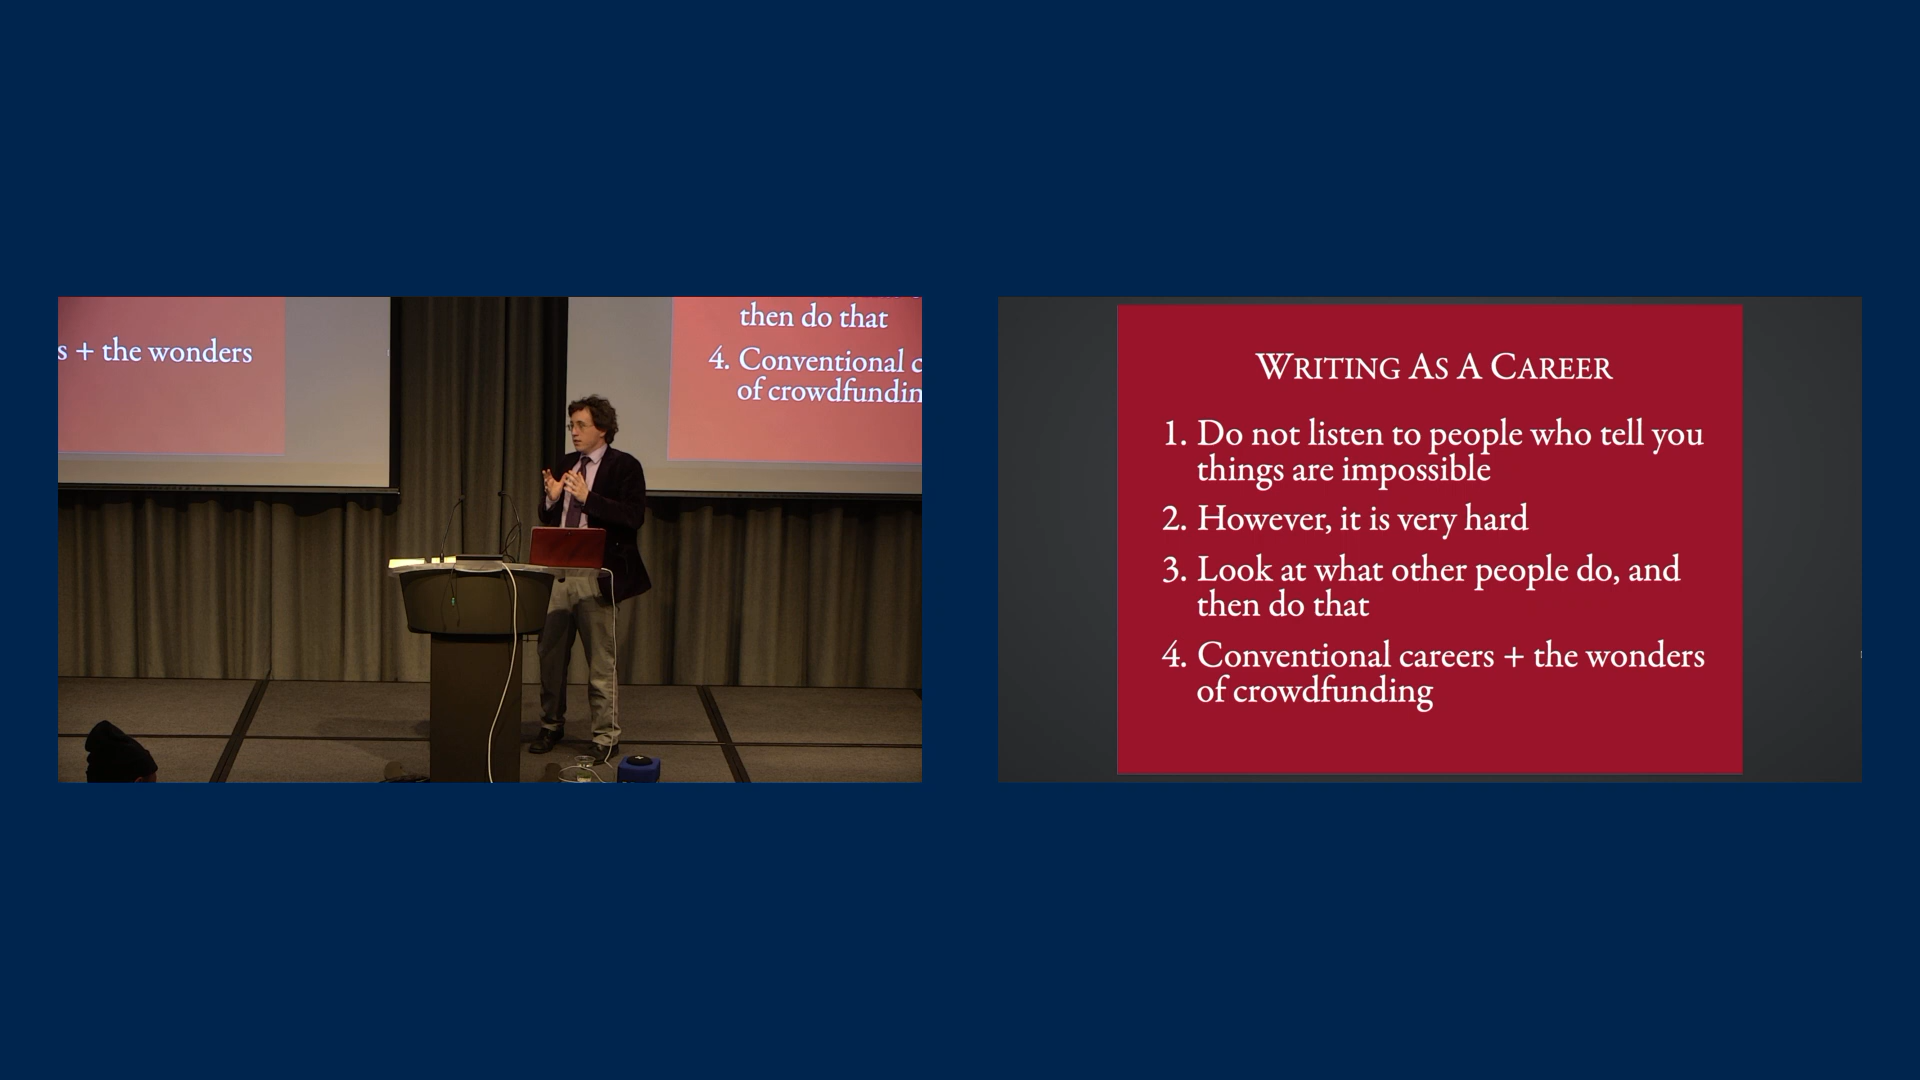 s + the wonders
then do that
4. Conventional c
of crowdfundin
WRITING AS A CAREER
1. Do not listen to people who tell you
things are impossible
2. However, it is very hard
3. Look at what other people do, and
then do that
4. Conventional careers + the wonders
of crowdfunding